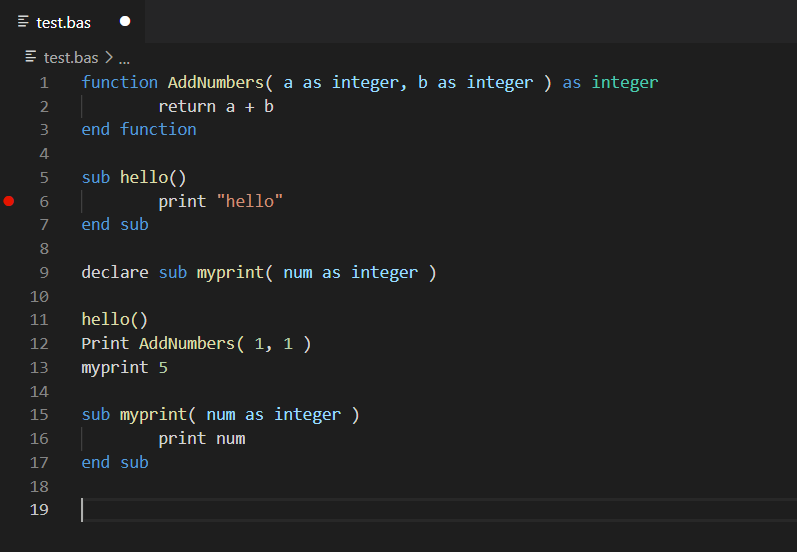 test.bas
test.bas > ...
1 function AddNumbers( a as integer, b as integer ) as integer
2 return a + b
3 end function
4
5 sub hello()
6 print "hello"
7 end sub
8
9 declare sub myprint( num as integer )
10
11 hello()
12 Print AddNumbers( 1, 1 )
13 myprint 5
14
15 sub myprint( num as integer )
16 print num
17 end sub
18
19